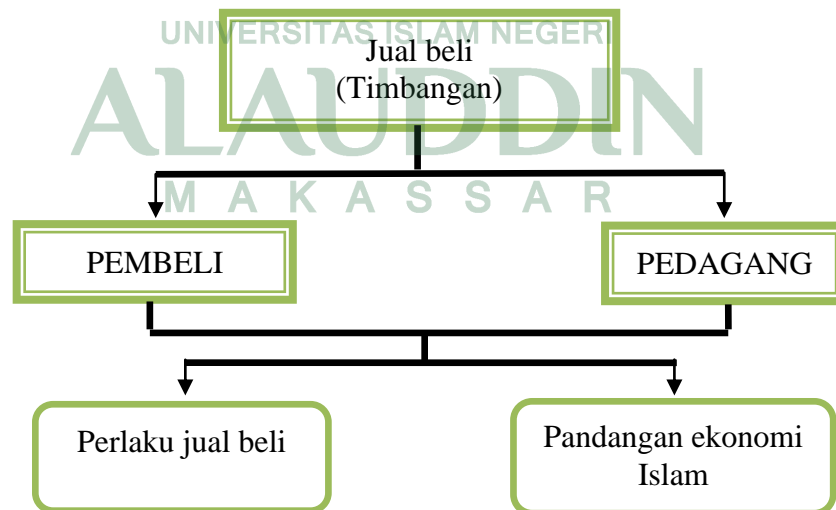 UNIVERSITAS ISLAM NEGERI
Jual beli
(Timbangan)
ALAUDDIN
M A K A S S A R
PEMBELI
PEDAGANG
Perlaku jual beli
Pandangan ekonomi
Islam